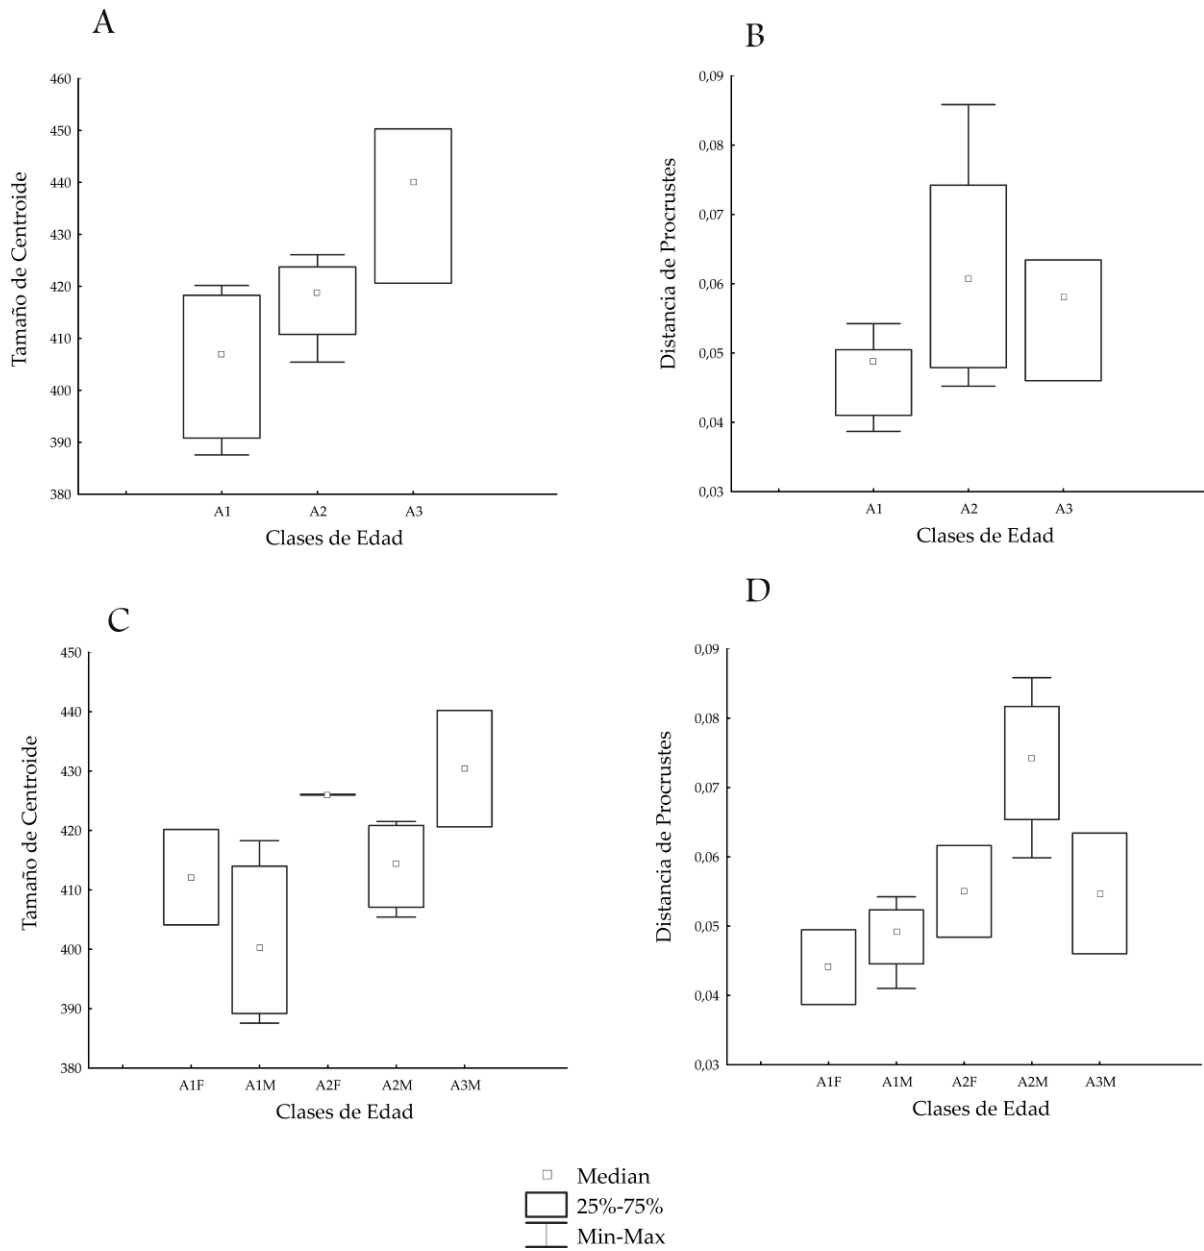 A
460
450
440
430
420
410
400
390
380
Tamaño de Centroide
A1 A2 A3
Clases de Edad
B
0,09
0,08
0,07
0,06
0,05
0,04
0,03
Distancia de Procrustes
A1 A2 A3
Clases de Edad
C
450
440
430
420
410
400
390
380
Tamaño de Centroide
A1F A1M A2F A2M A3M
Clases de Edad
D
0,09
0,08
0,07
0,06
0,05
0,04
0,03
Distancia de Procrustes
A1F A1M A2F A2M A3M
Clases de Edad
Median
25%-75%
Min-Max